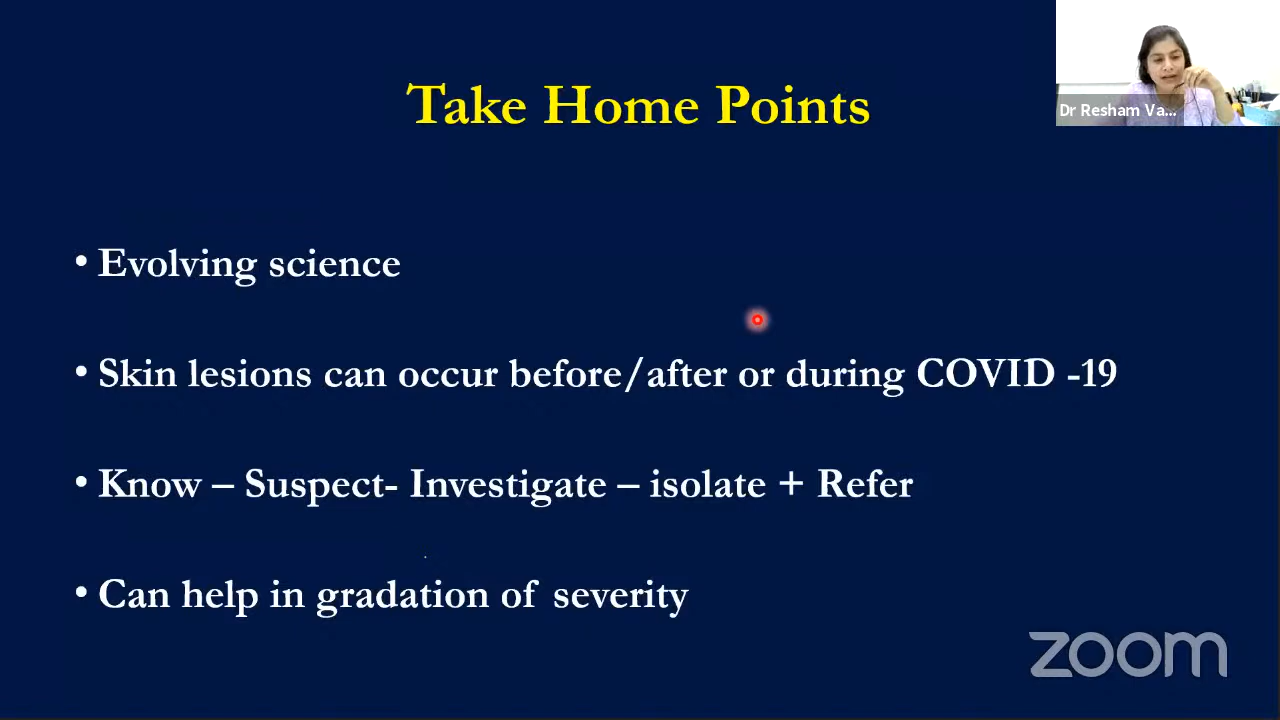 Take Home Points
Dr Resham Va...
• Evolving science
• Skin lesions can occur before/after or during COVID -19
• Know – Suspect- Investigate – isolate + Refer
• Can help in gradation of severity
zoom